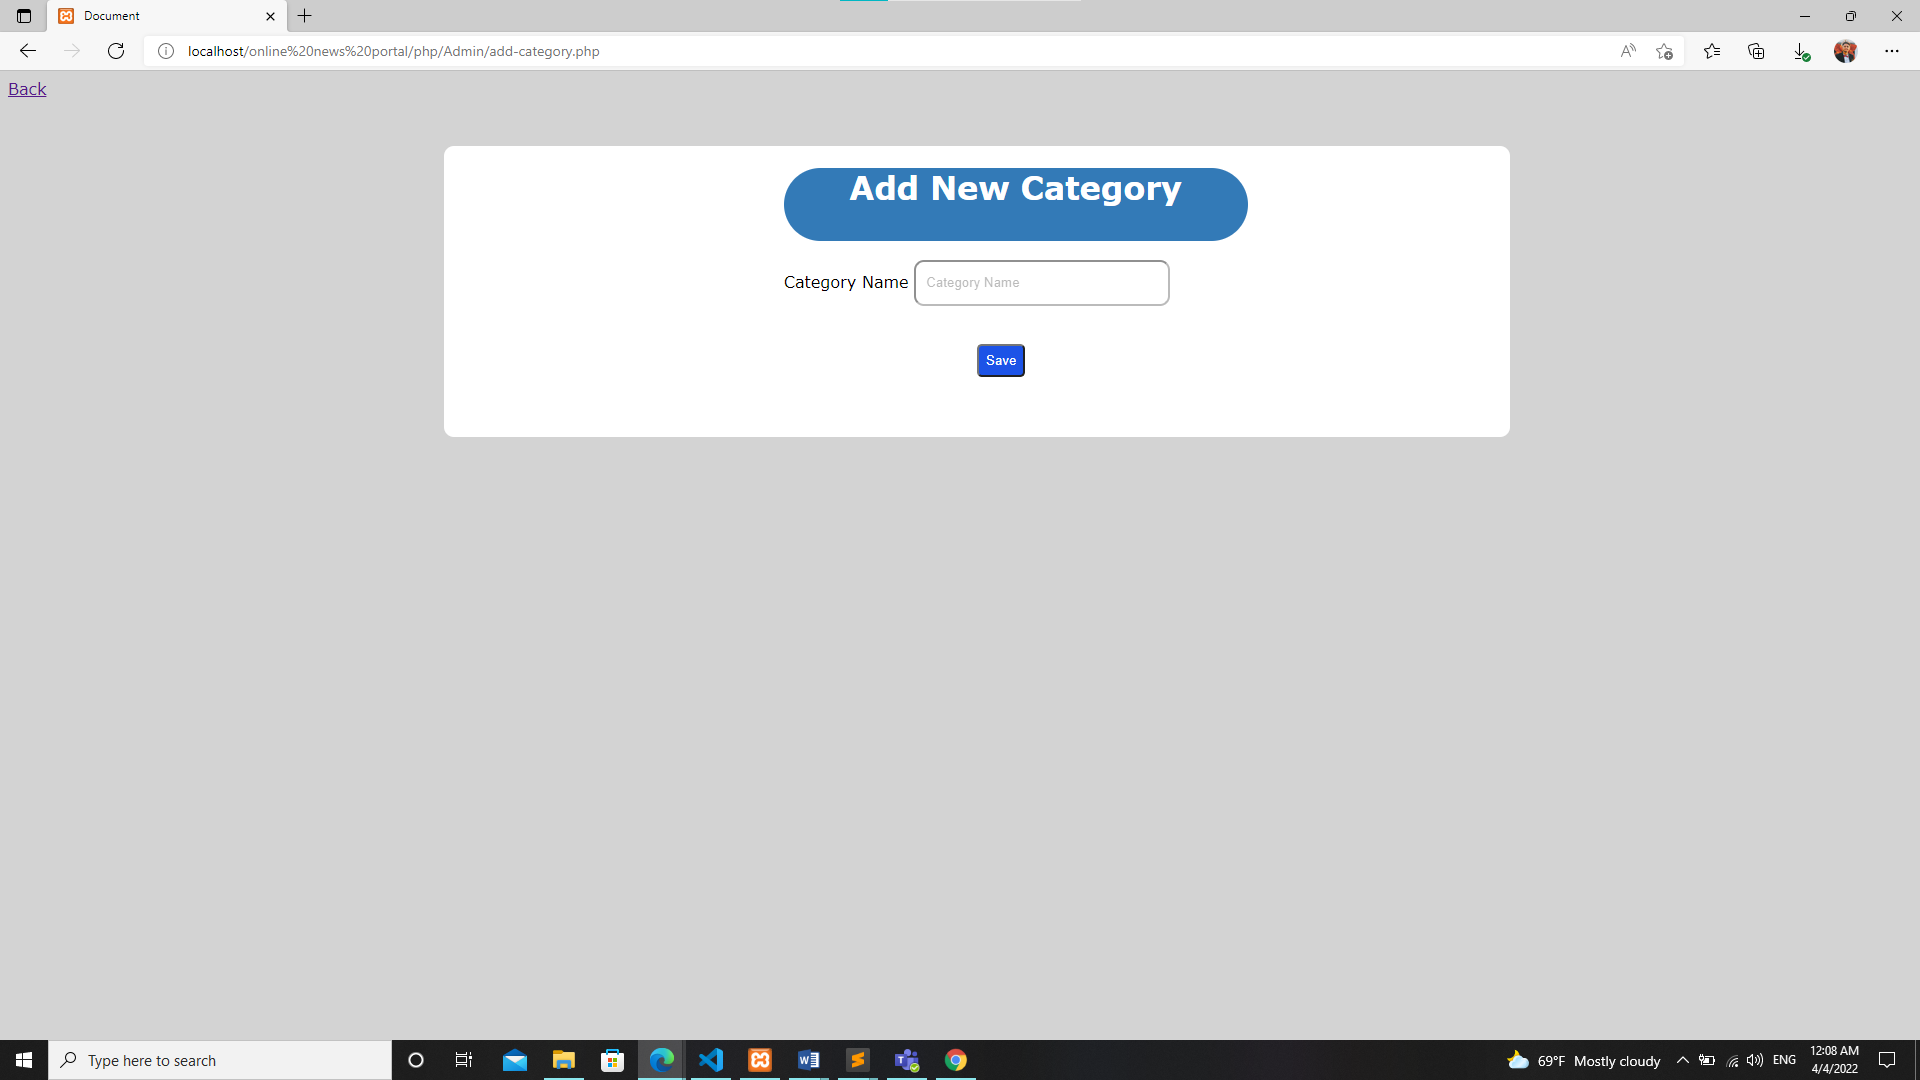 Document
localhost/online%20news%20portal/php/Admin/add-category.php
Back
Add New Category
Category Name
Category Name
Save
Type here to search
69°F Mostly cloudy
ENG
12:08 AM
4/4/2022